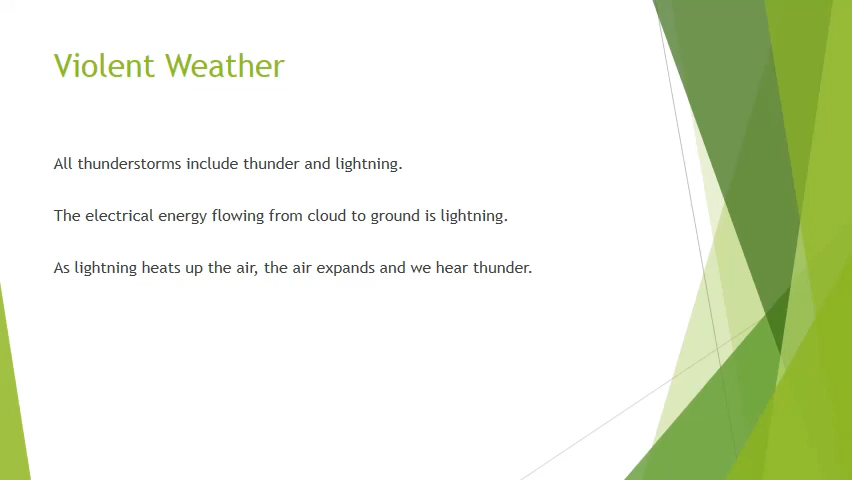 Violent Weather
All thunderstorms include thunder and lightning.
The electrical energy flowing from cloud to ground is lightning.
As lightning heats up the air, the air expands and we hear thunder.